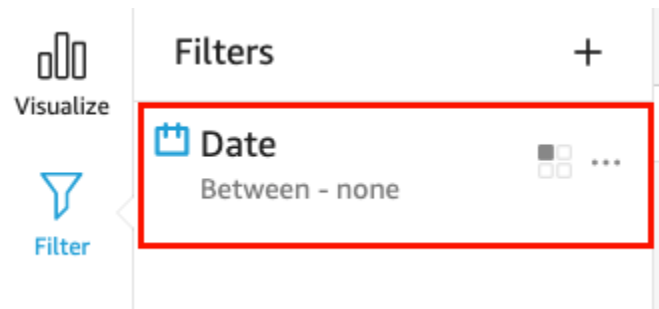 Filters +
Visualize
Date
Between - none
Filter